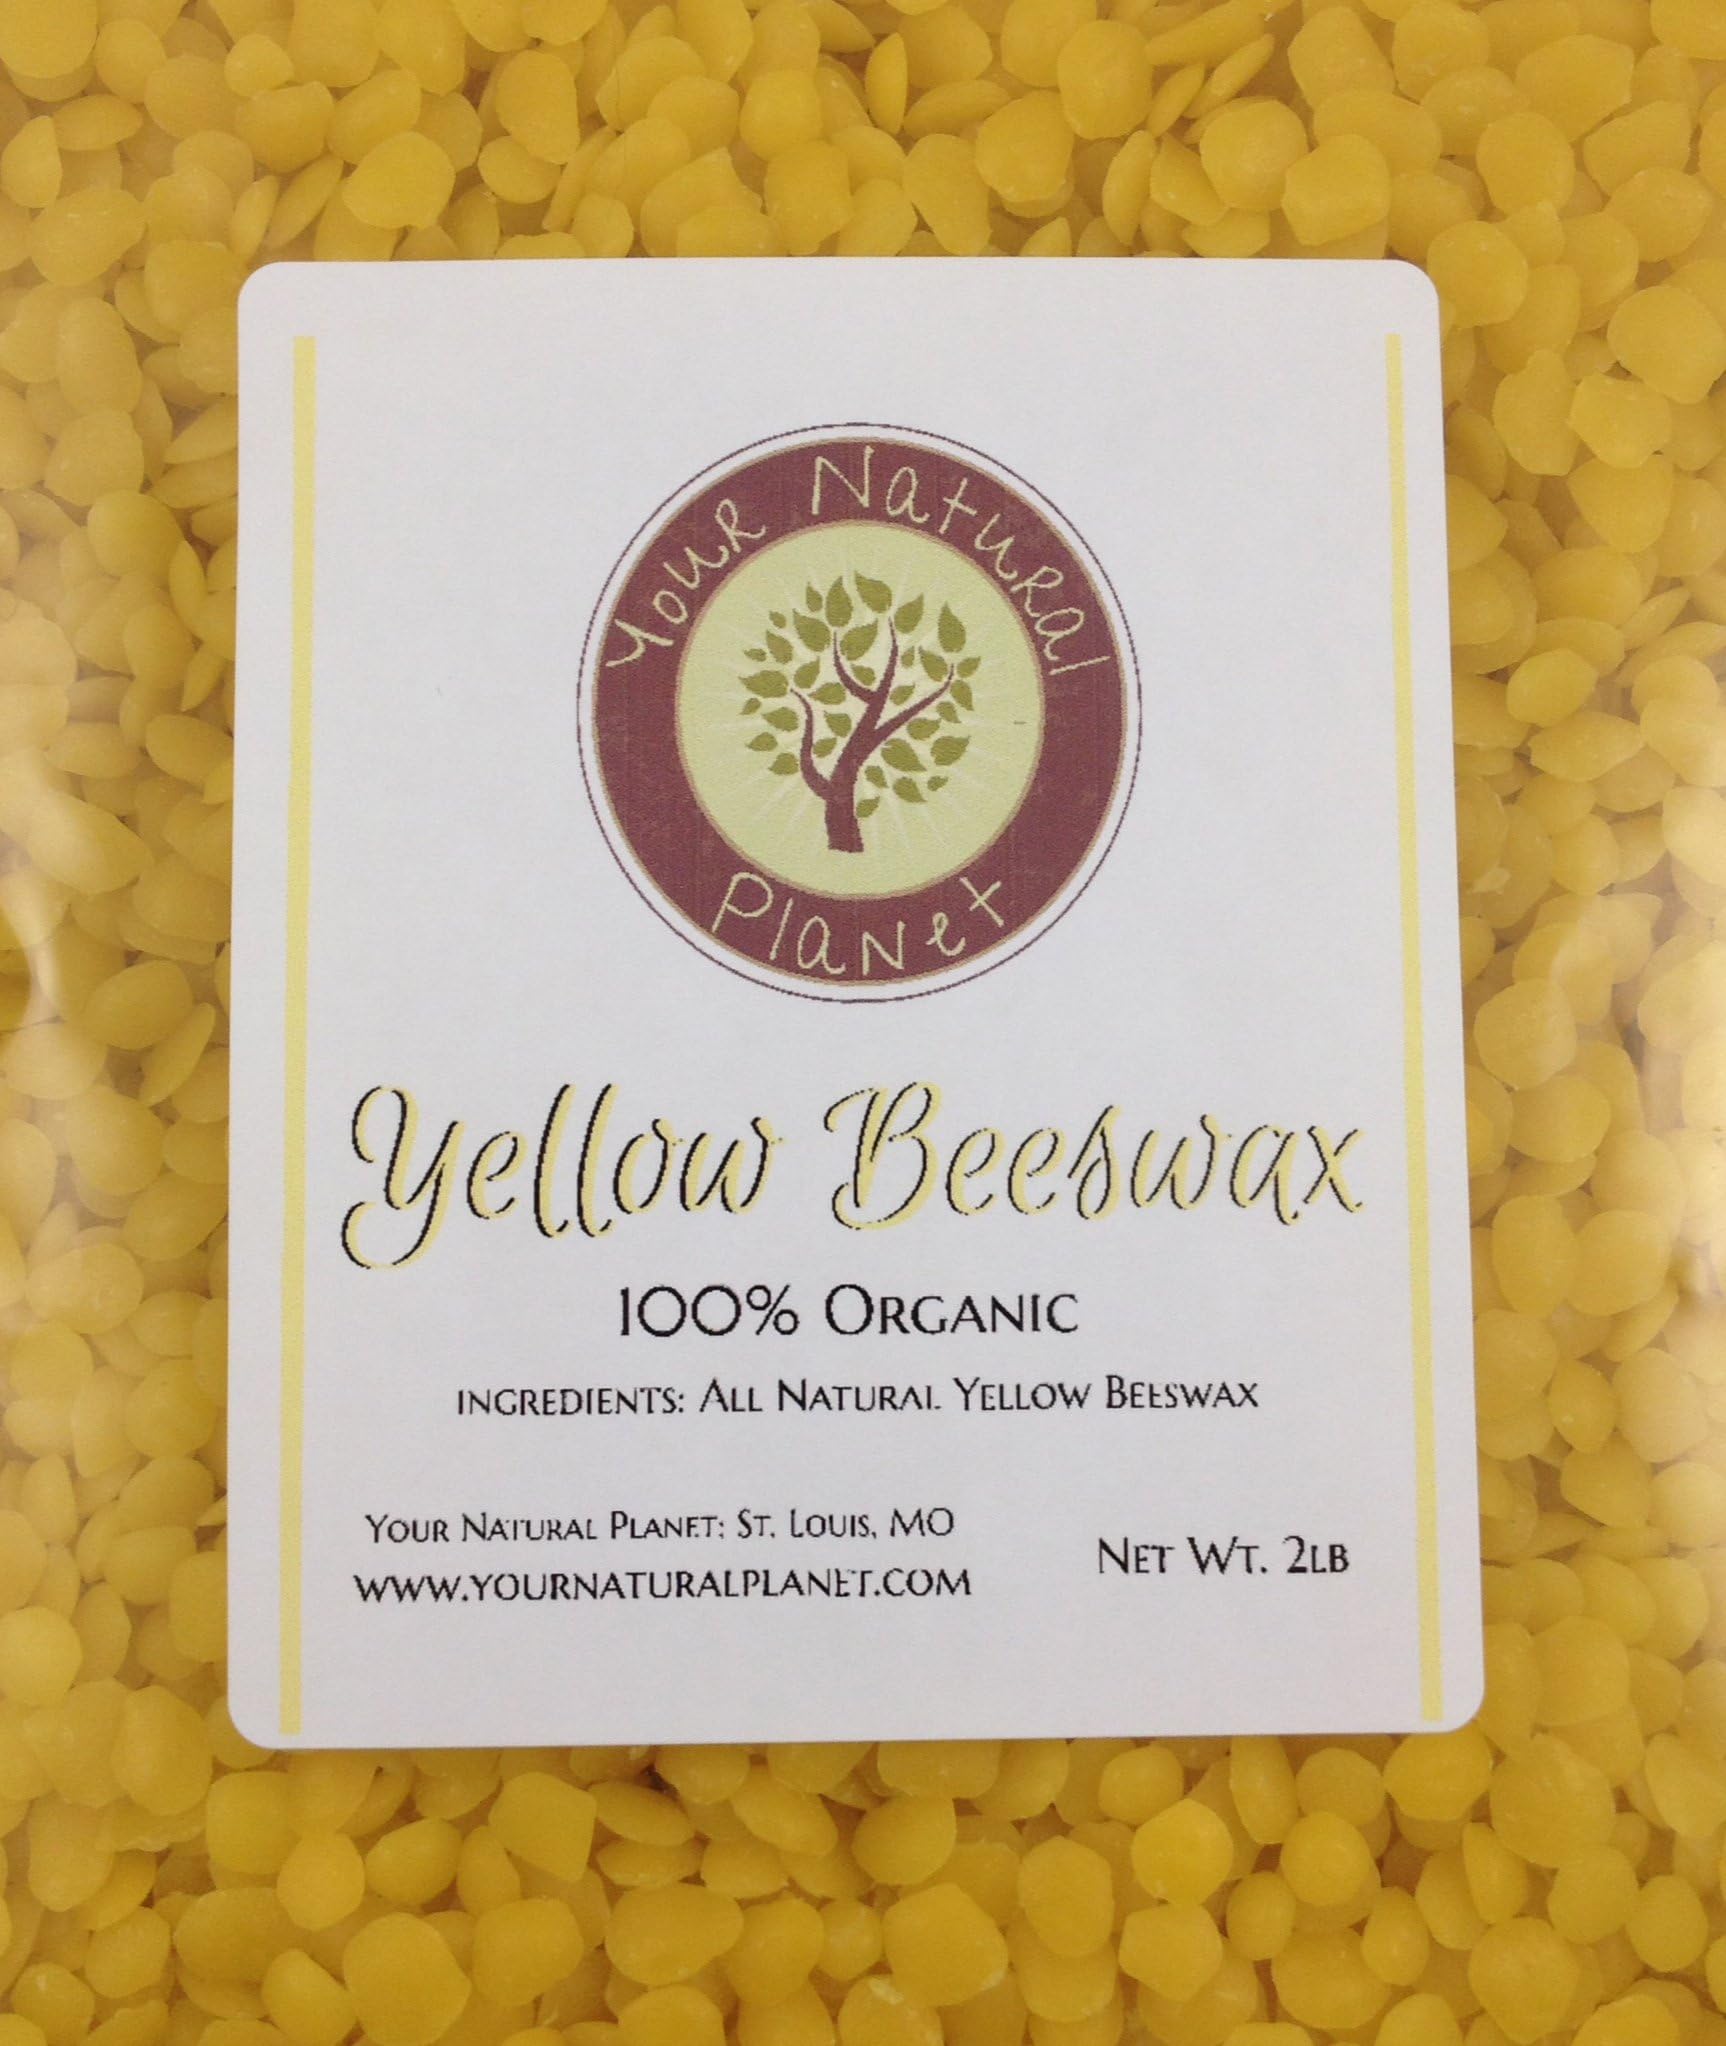 Your Natural
Planet
Yellow Beeswax
100% Organic
Ingredients: All Natural Yellow Beeswax
Your Natural Planet: St. Louis, MO
www.yournaturalplanet.com
Net Wt. 2lb